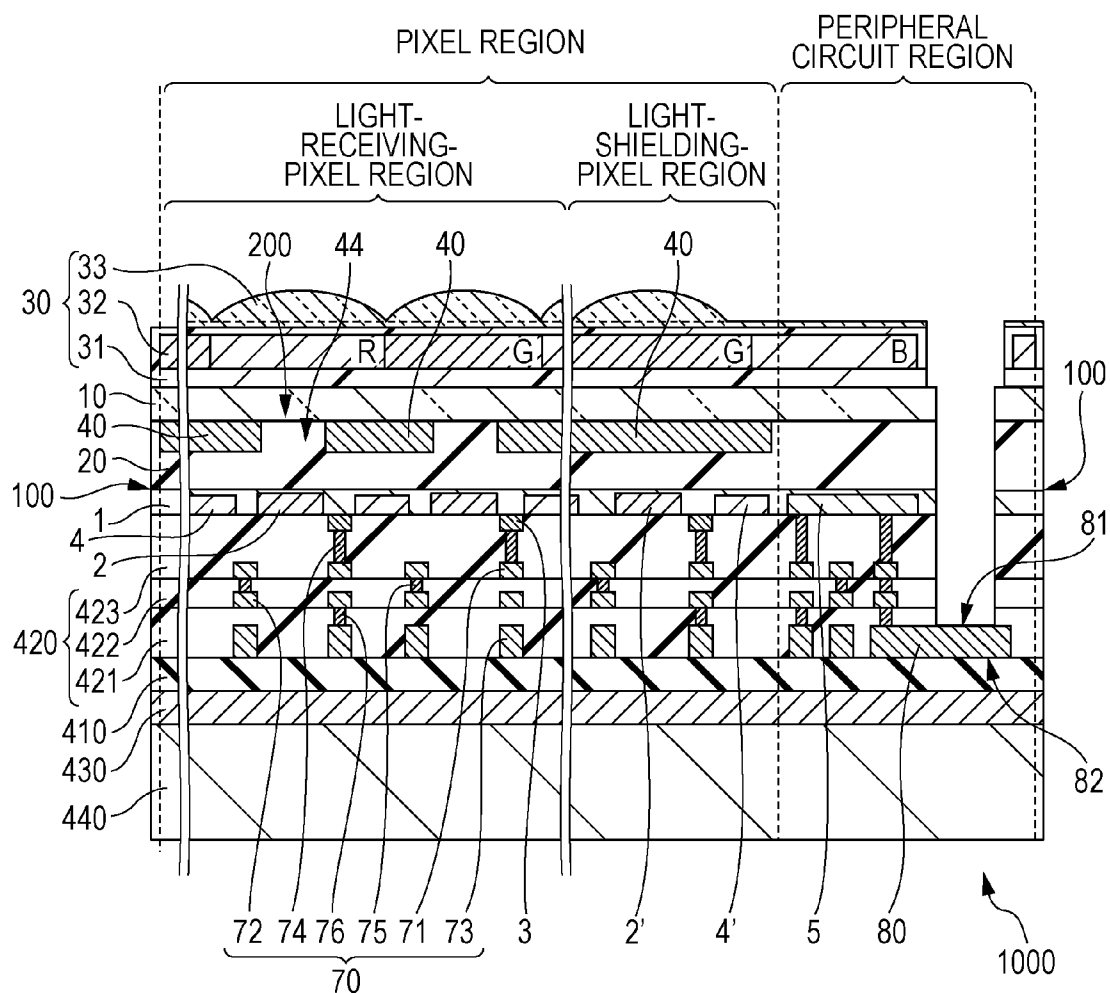 PIXEL REGION
PERIPHERAL
CIRCUIT REGION
LIGHT-
RECEIVING-
PIXEL REGION
LIGHT-
SHIELDING-
PIXEL REGION
200 44 40 40
33
30 32
31
R G G B
10
40
20
100
100
1
4
2
81
423
420 422
421
410
430
440
82
72 74 76 75 71 73 3 2' 4' 5 80
70
1000